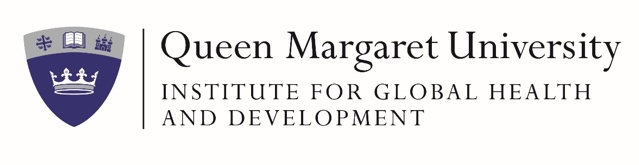 Queen Margaret University
INSTITUTE FOR GLOBAL HEALTH
AND DEVELOPMENT